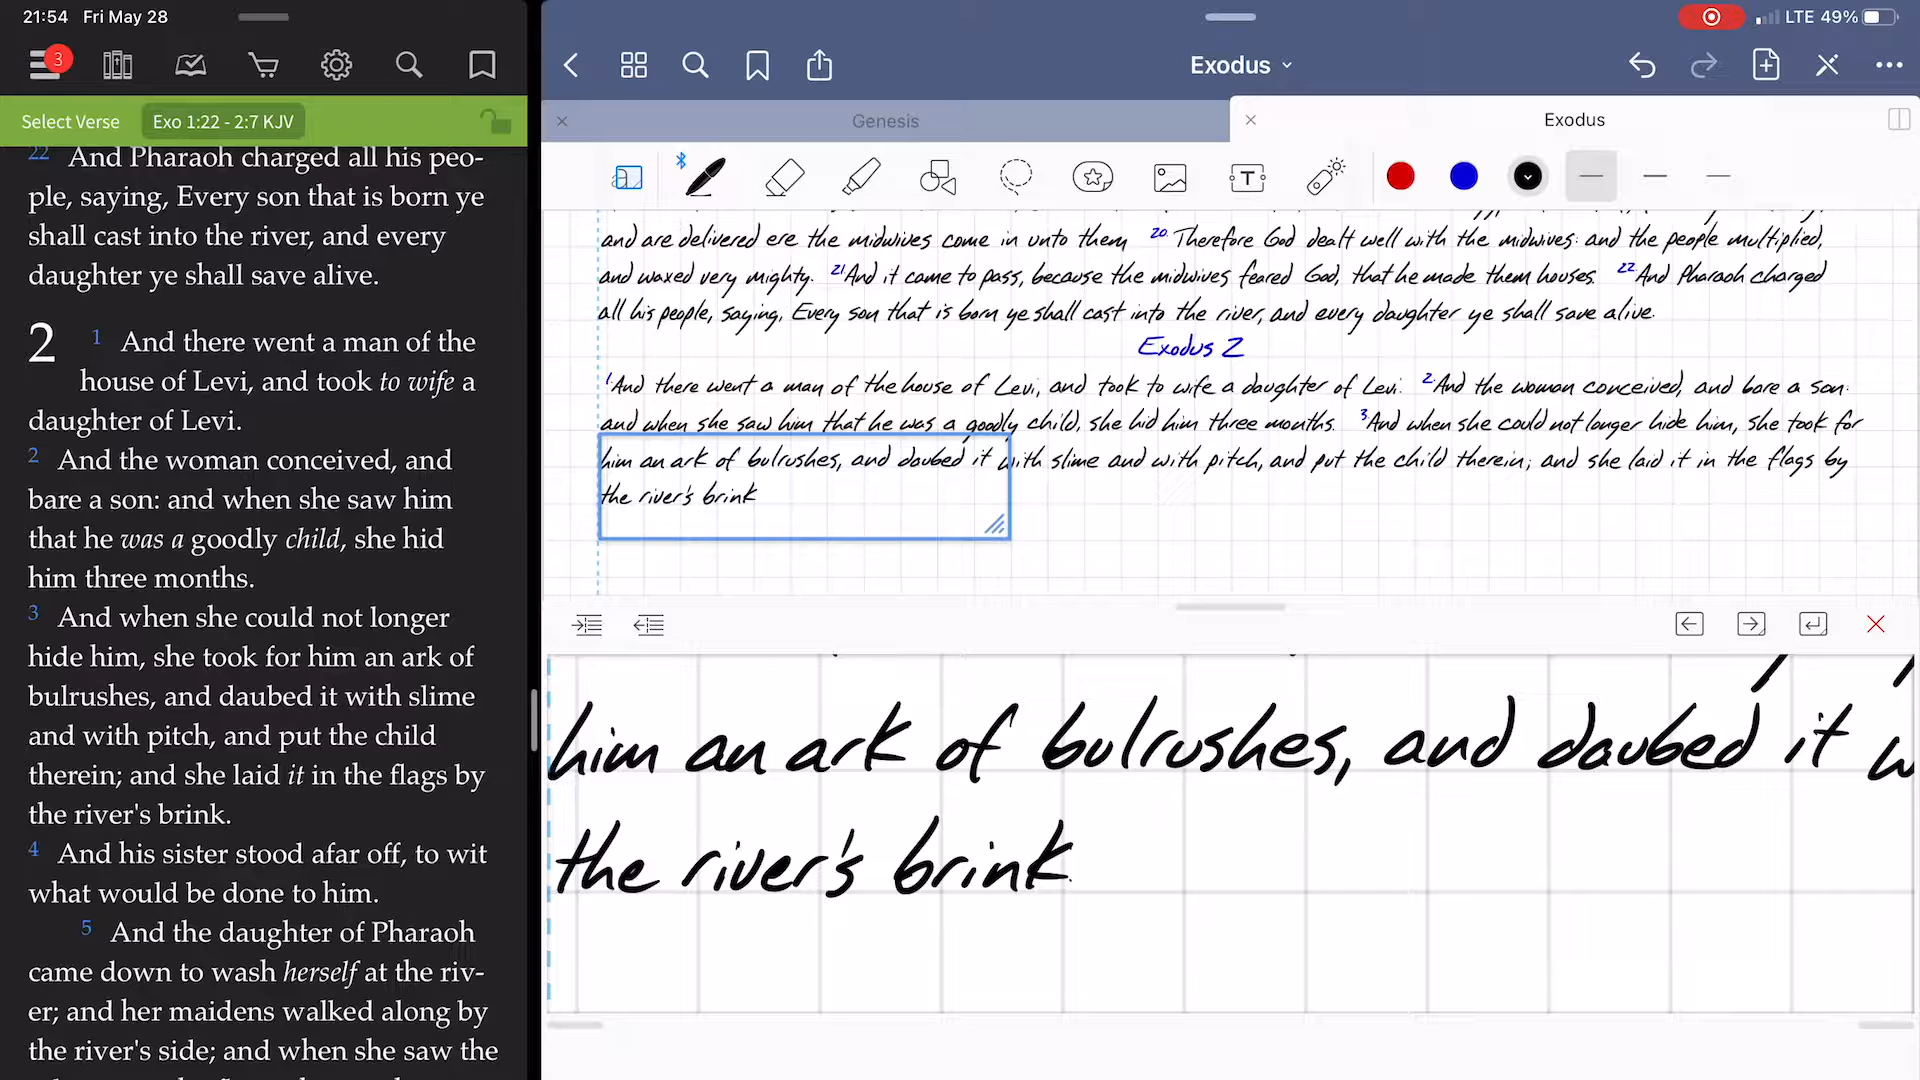 21:54 Fri May 28
3
Select Verse Exo 1:22 - 2:7 KJV
22 And Pharaoh charged all his peo-
ple, saying, Every son that is born ye
shall cast into the river, and every
daughter ye shall save alive.
2 1 And there went a man of the
house of Levi, and took to wife a
daughter of Levi.
2 And the woman conceived, and
bare a son: and when she saw him
that he was a goodly child, she hid
him three months.
3 And when she could not longer
hide him, she took for him an ark of
bulrushes, and daubed it with slime
and with pitch, and put the child
therein; and she laid it in the flags by
the river's brink.
4 And his sister stood afar off, to wit
what would be done to him.
5 And the daughter of Pharaoh
came down to wash herself at the riv-
er; and her maidens walked along by
the river's side; and when she saw the
LTE 49%
Exodus
Genesis
Exodus
T
and are delivered ere the midwives come in unto them 20 Therefore God dealt well with the midwives: and the people multiplied,
and waxed very mighty. 21 And it came to pass, because the midwives feared God, that he made them houses. 22 And Pharaoh charged
all his people, saying, Every son that is born ye shall cast into the river, and every daughter ye shall save alive.
Exodus 2
1 And there went a man of the house of Levi, and took to wife a daughter of Levi. 2 And the woman conceived, and bare a son:
and when she saw him that he was a goodly child, she hid him three months. 3 And when she could not longer hide him, she took for
him an ark of bulrushes, and daubed it with slime and with pitch, and put the child therein; and she laid it in the flags by
the river's brink
him an ark of bulrushes, and daubed it w
the river's brink.